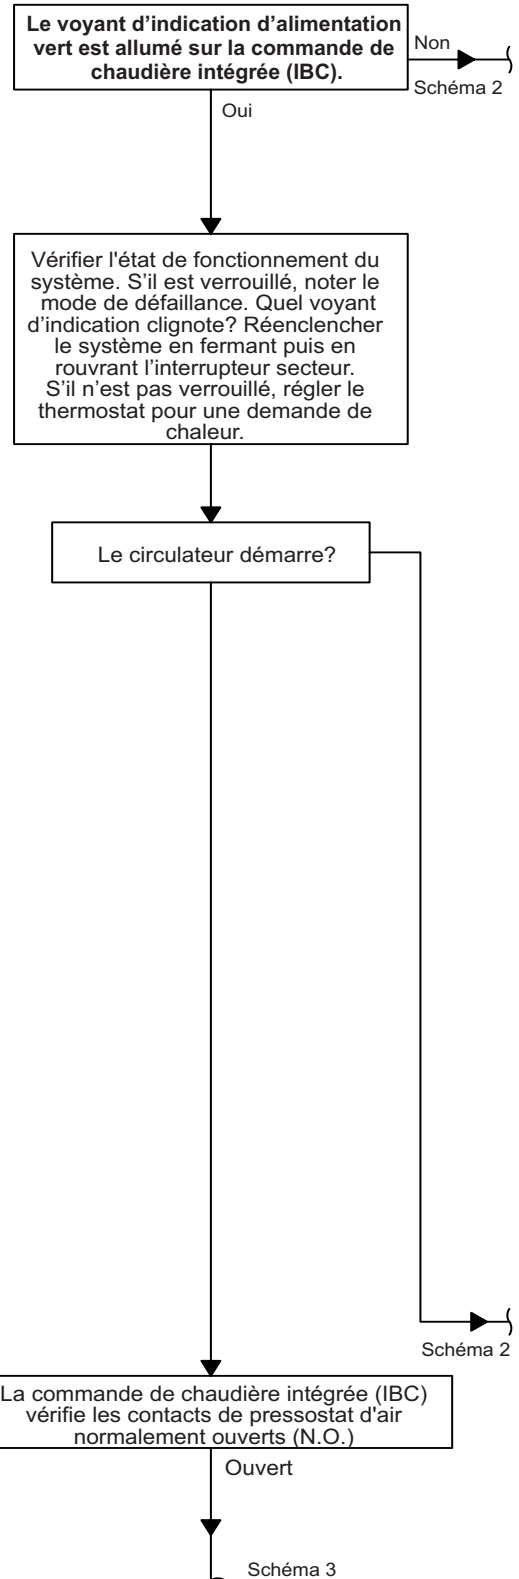 Le voyant d’indication d’alimentation
vert est allumé sur la commande de
chaudière intégrée (IBC).
Non
Schéma 2
Oui
Vérifier l'état de fonctionnement du
système. S’il est verrouillé, noter le
mode de défaillance. Quel voyant
d’indication clignote? Réenclencher
le système en fermant puis en
rouvrant l’interrupteur secteur.
S’il n’est pas verrouillé, régler le
thermostat pour une demande de
chaleur.
Le circulateur démarre?
Schéma 2
La commande de chaudière intégrée (IBC)
vérifie les contacts de pressostat d'air
normalement ouverts (N.O.)
Ouvert
Schéma 3